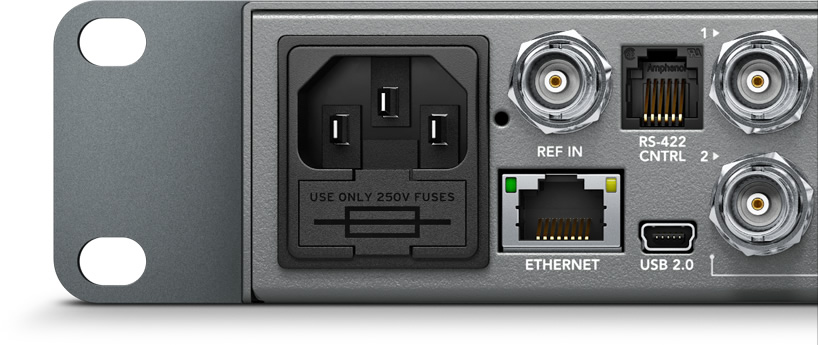 1
Amphenol
REF IN
RS-422
CNTRL
2
USE ONLY 250V FUSES
ETHERNET
USB 2.0